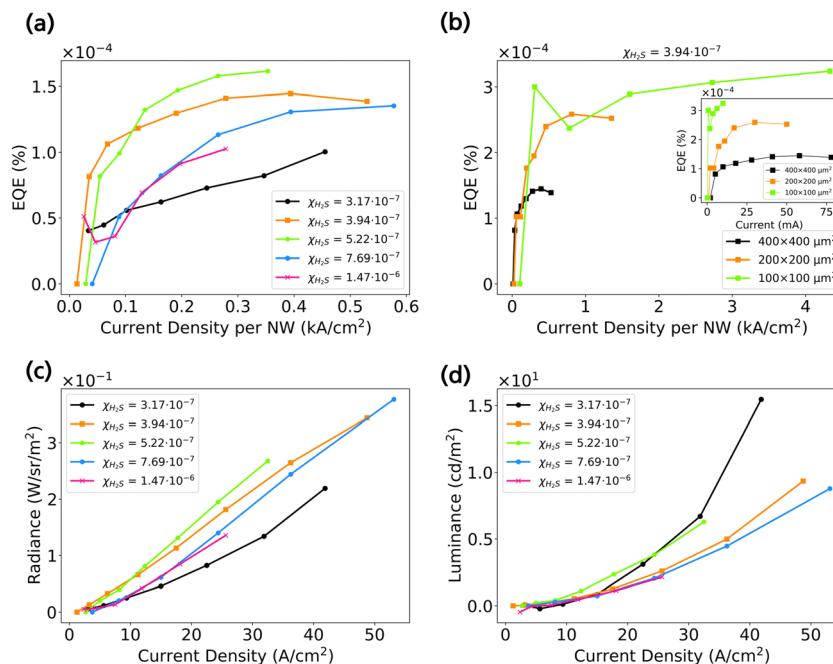 (a)
×10⁻⁴
EQE (%)
1.5
1.0
0.5
0.0
0.0 0.1 0.2 0.3 0.4 0.5 0.6
Current Density per NW (kA/cm²)
χH₂S = 3.17·10⁻⁷
χH₂S = 3.94·10⁻⁷
χH₂S = 5.22·10⁻⁷
χH₂S = 7.69·10⁻⁷
χH₂S = 1.47·10⁻⁶
(b)
×10⁻⁴
χH₂S = 3.94·10⁻⁷
EQE (%)
3
2
1
0
0 1 2 3 4
Current Density per NW (kA/cm²)
×10⁻⁴
EQE (%)
3
2
1
0
0 25 50 75
Current (mA)
400×400 µm²
200×200 µm²
100×100 µm²
400×400 µm²
200×200 µm²
100×100 µm²
(c)
×10⁻¹
Radiance (W/sr/m²)
3
2
1
0
0 10 20 30 40 50
Current Density (A/cm²)
χH₂S = 3.17·10⁻⁷
χH₂S = 3.94·10⁻⁷
χH₂S = 5.22·10⁻⁷
χH₂S = 7.69·10⁻⁷
χH₂S = 1.47·10⁻⁶
(d)
×10¹
Luminance (cd/m²)
1.5
1.0
0.5
0.0
0 10 20 30 40 50
Current Density (A/cm²)
χH₂S = 3.17·10⁻⁷
χH₂S = 3.94·10⁻⁷
χH₂S = 5.22·10⁻⁷
χH₂S = 7.69·10⁻⁷
χH₂S = 1.47·10⁻⁶